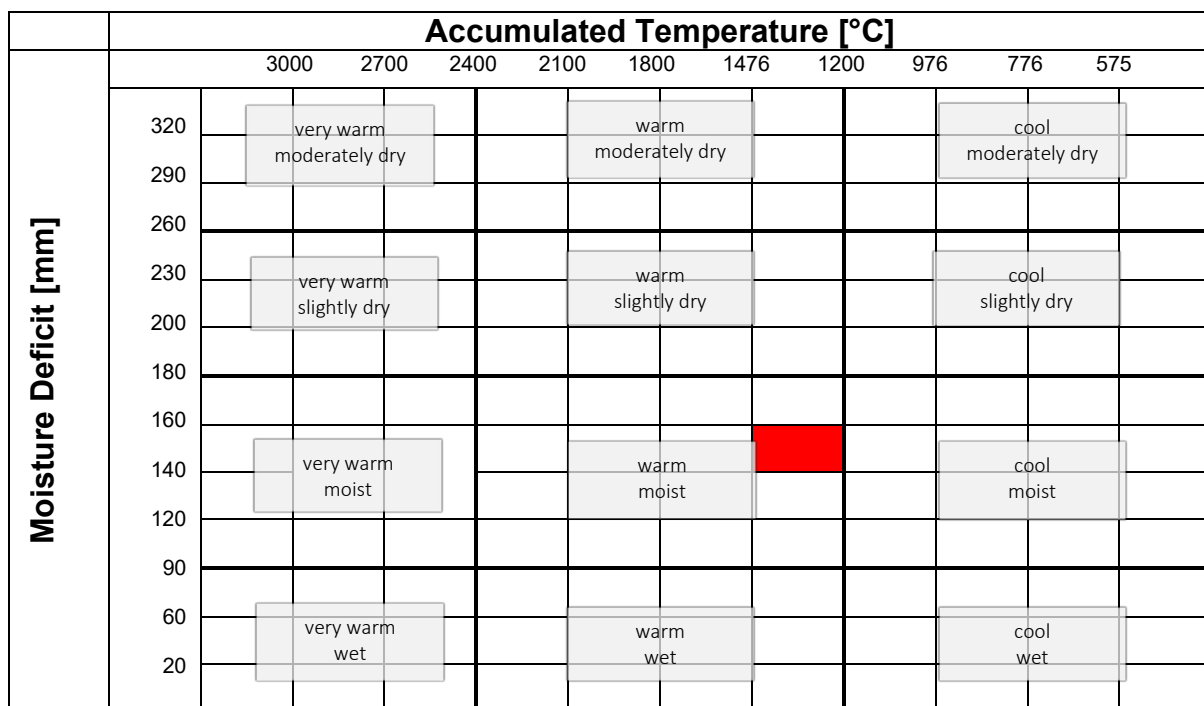 Accumulated Temperature [°C]
3000 2700 2400 2100 1800 1476 1200 976 776 575
Moisture Deficit [mm]
320
very warm
moderately dry
warm
moderately dry
cool
moderately dry
290
260
230
very warm
slightly dry
warm
slightly dry
cool
slightly dry
200
180
160
140
very warm
moist
warm
moist
cool
moist
120
90
60
very warm
wet
warm
wet
cool
wet
20